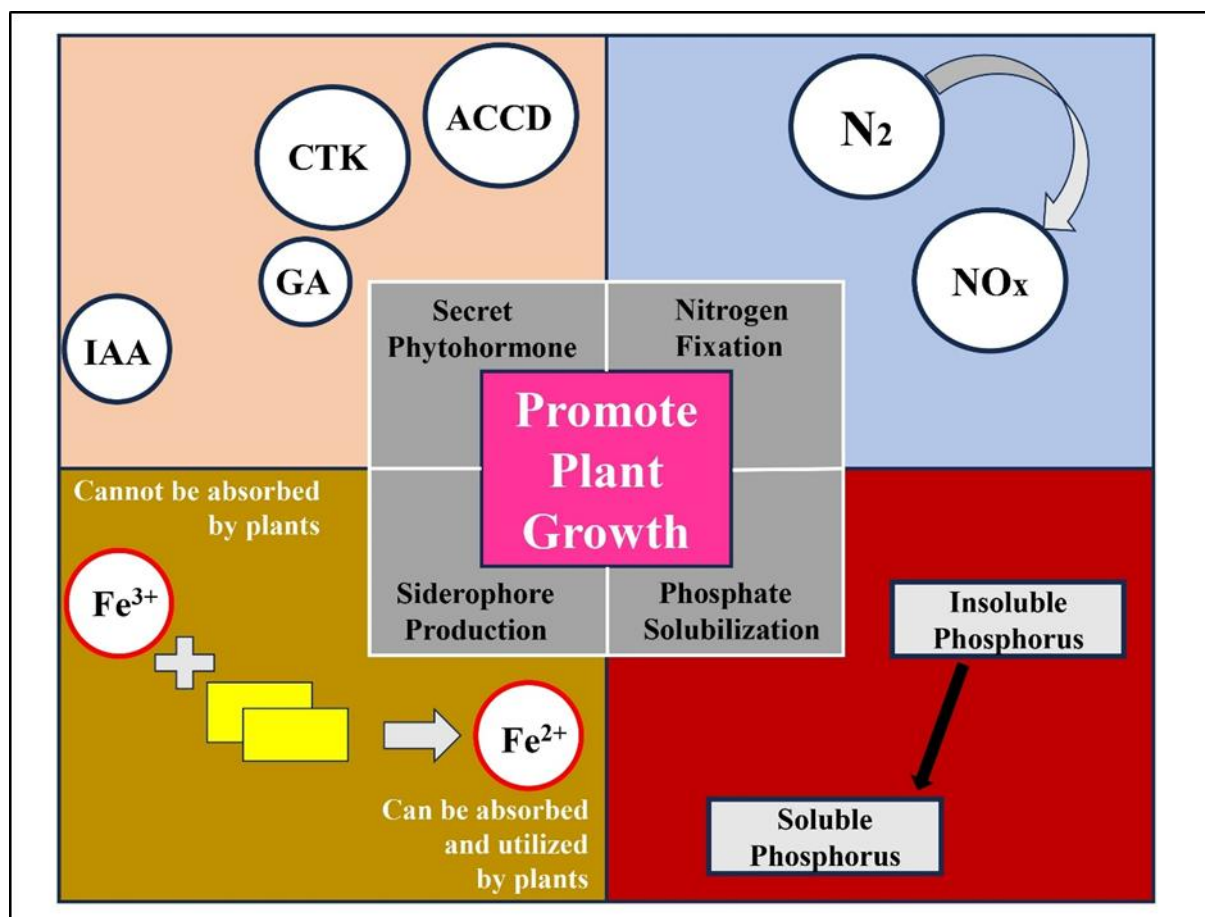 ACCD
CTK
GA
IAA
Secret
Phytohormone
N₂
NOₓ
Nitrogen
Fixation
Promote
Plant
Growth
Cannot be absorbed
by plants
Fe³⁺
Fe²⁺
Can be absorbed
and utilized
by plants
Siderophore
Production
Phosphate
Solubilization
Insoluble
Phosphorus
Soluble
Phosphorus